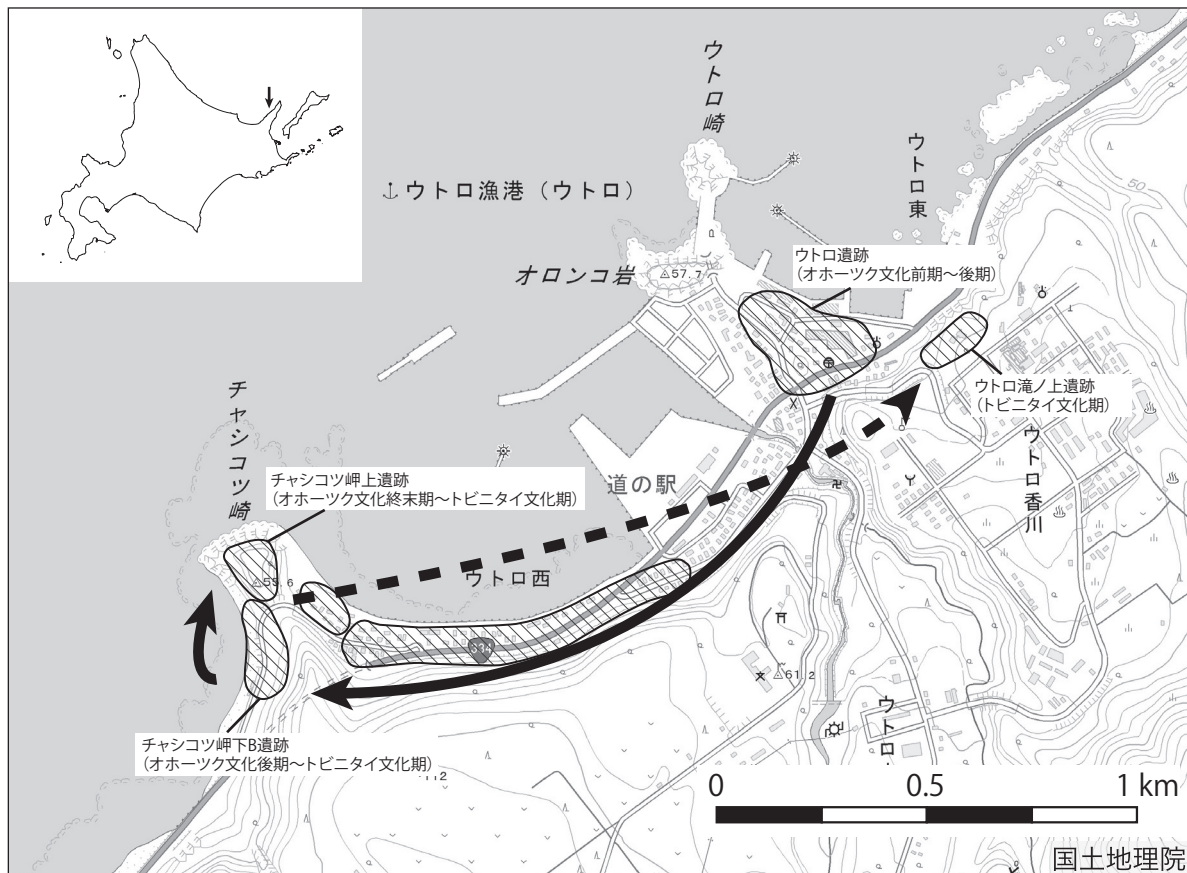 ウトロ崎
ウトロ東
⚓ウトロ漁港(ウトロ)
ウトロ遺跡
(オホーツク文化前期~後期)
オロンコ岩
57.7
50
ウトロ滝ノ上遺跡
(トビニタイ文化期)
チャシコツ崎
チャシコツ岬上遺跡
(オホーツク文化終末期~トビニタイ文化期)
道の駅
ウトロ香川
ウトロ西
334
61.2
チャシコツ岬下B遺跡
(オホーツク文化後期~トビニタイ文化期)
0 0.5 1 km
国土地理院